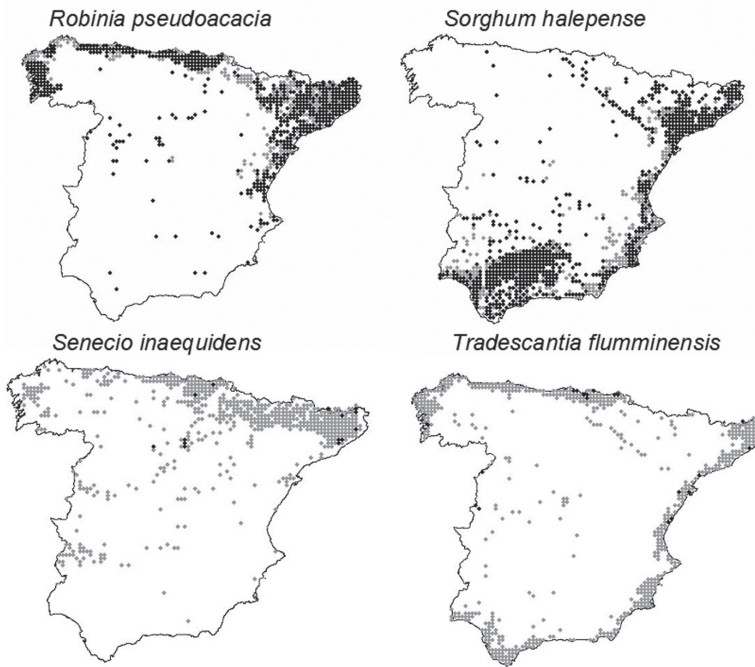 Robinia pseudoacacia
Sorghum halepense
Senecio inaequidens
Tradescantia flumminensis